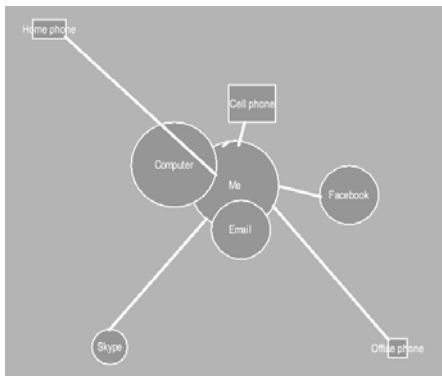 Home phone
Cell phone
Computer
Me
Facebook
Email
Skype
Office phone